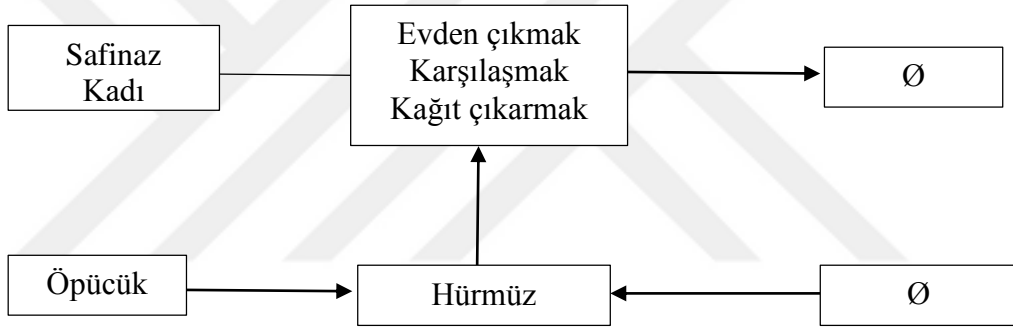 Safinaz
Kadı
Evden çıkmak
Karşılaşmak
Kağıt çıkarmak
Ø
Öpücük
Hürmüz
Ø